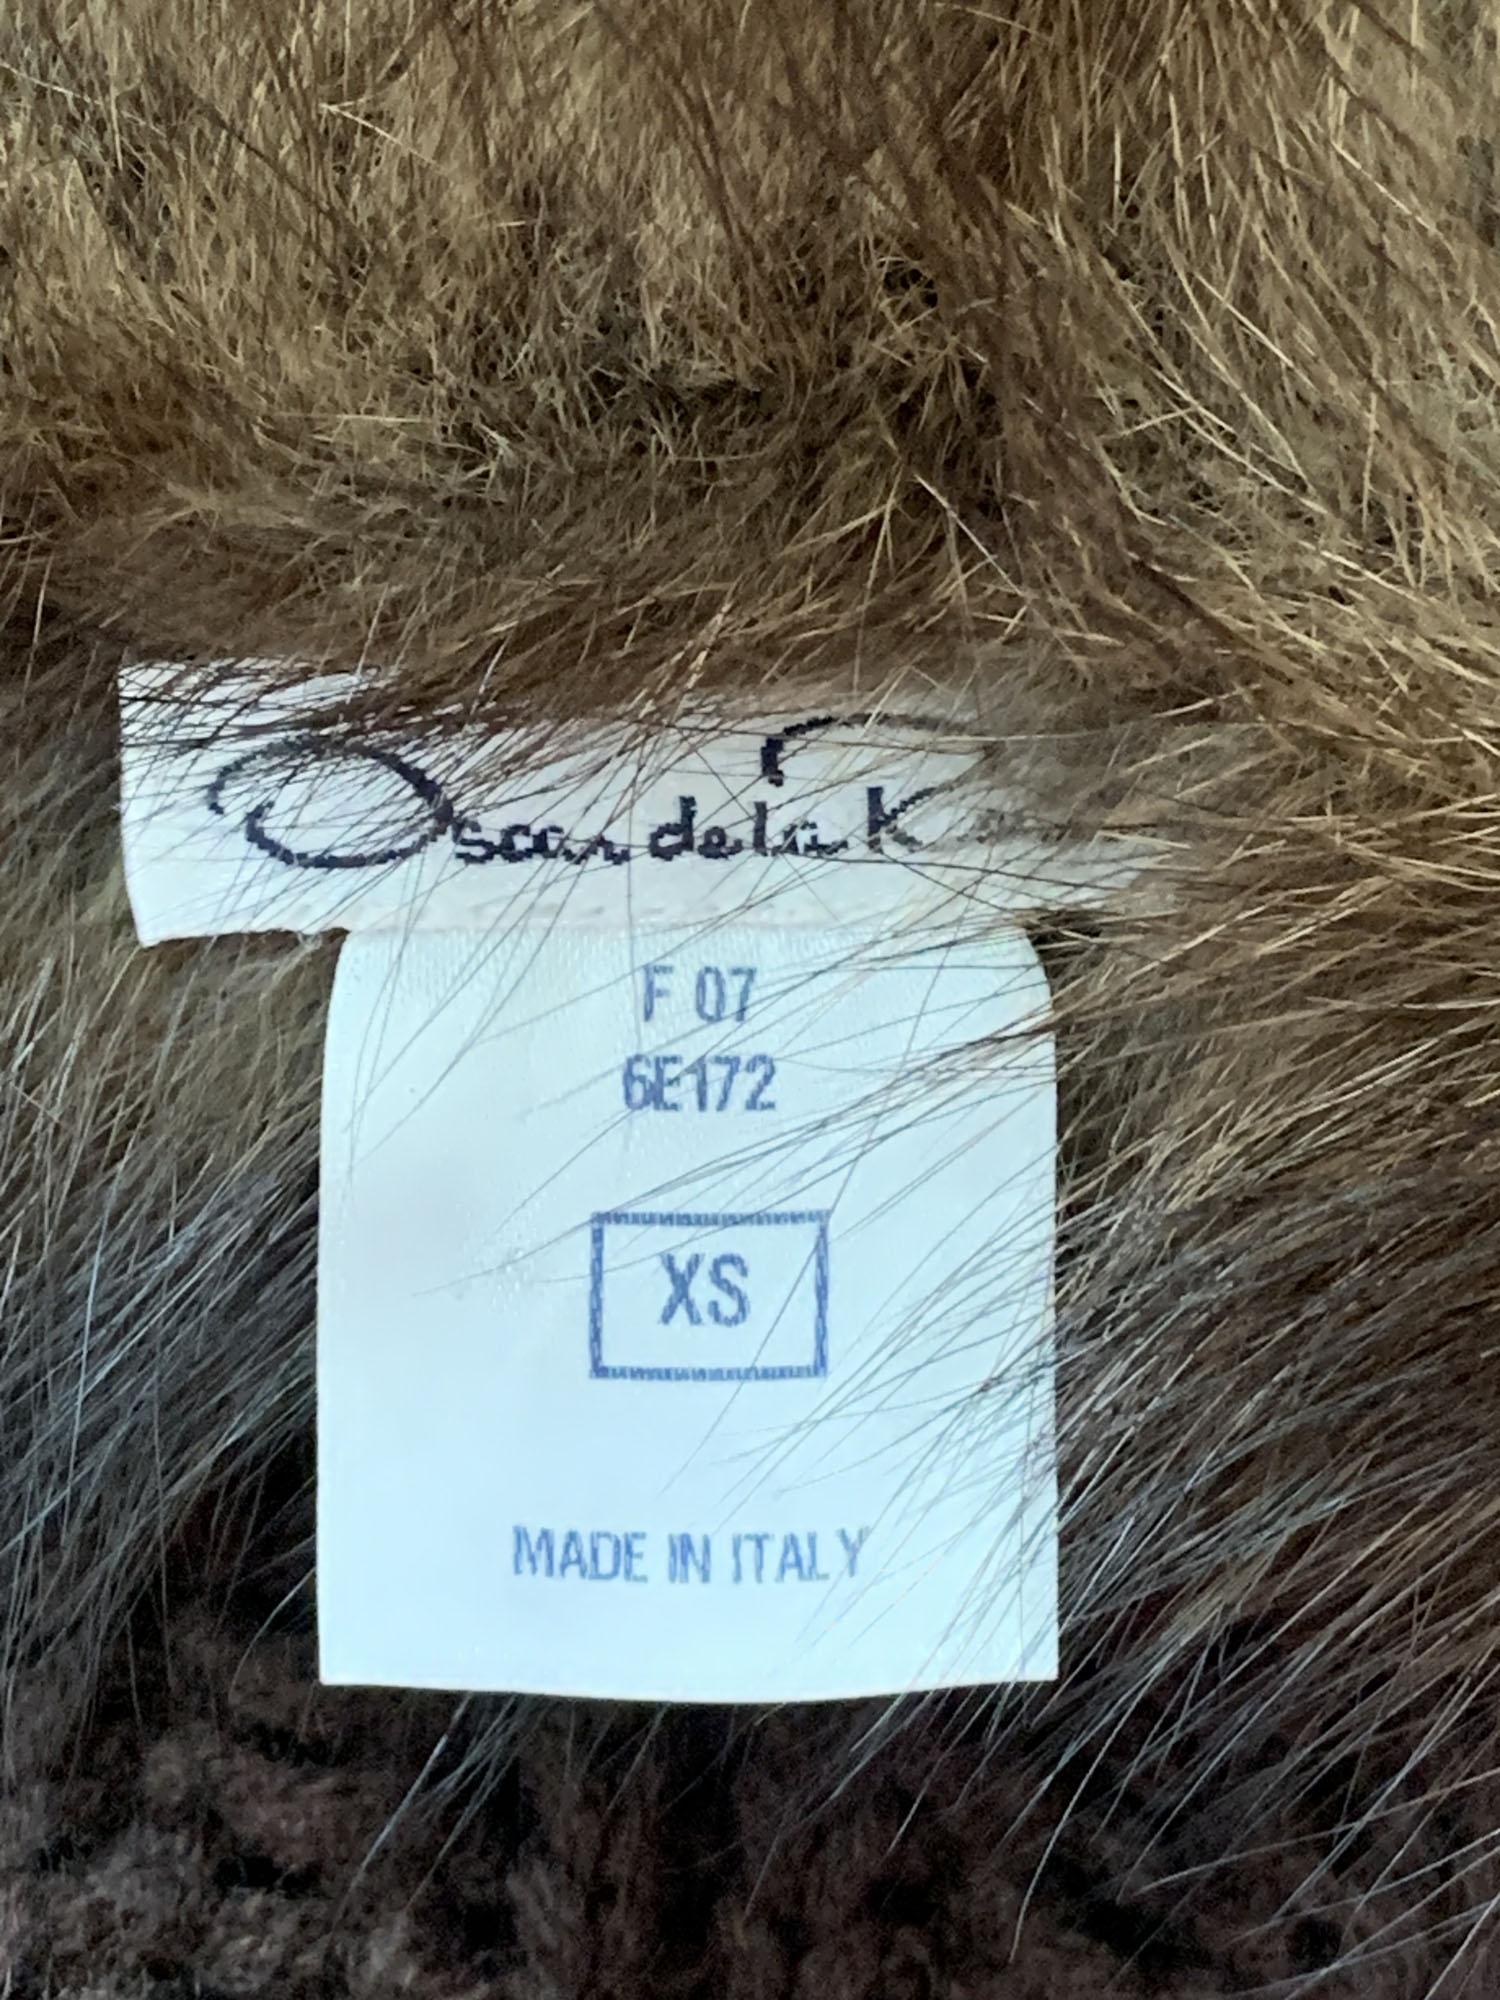 Oscar de la
F 07
6E172
XS
MADE IN ITALY